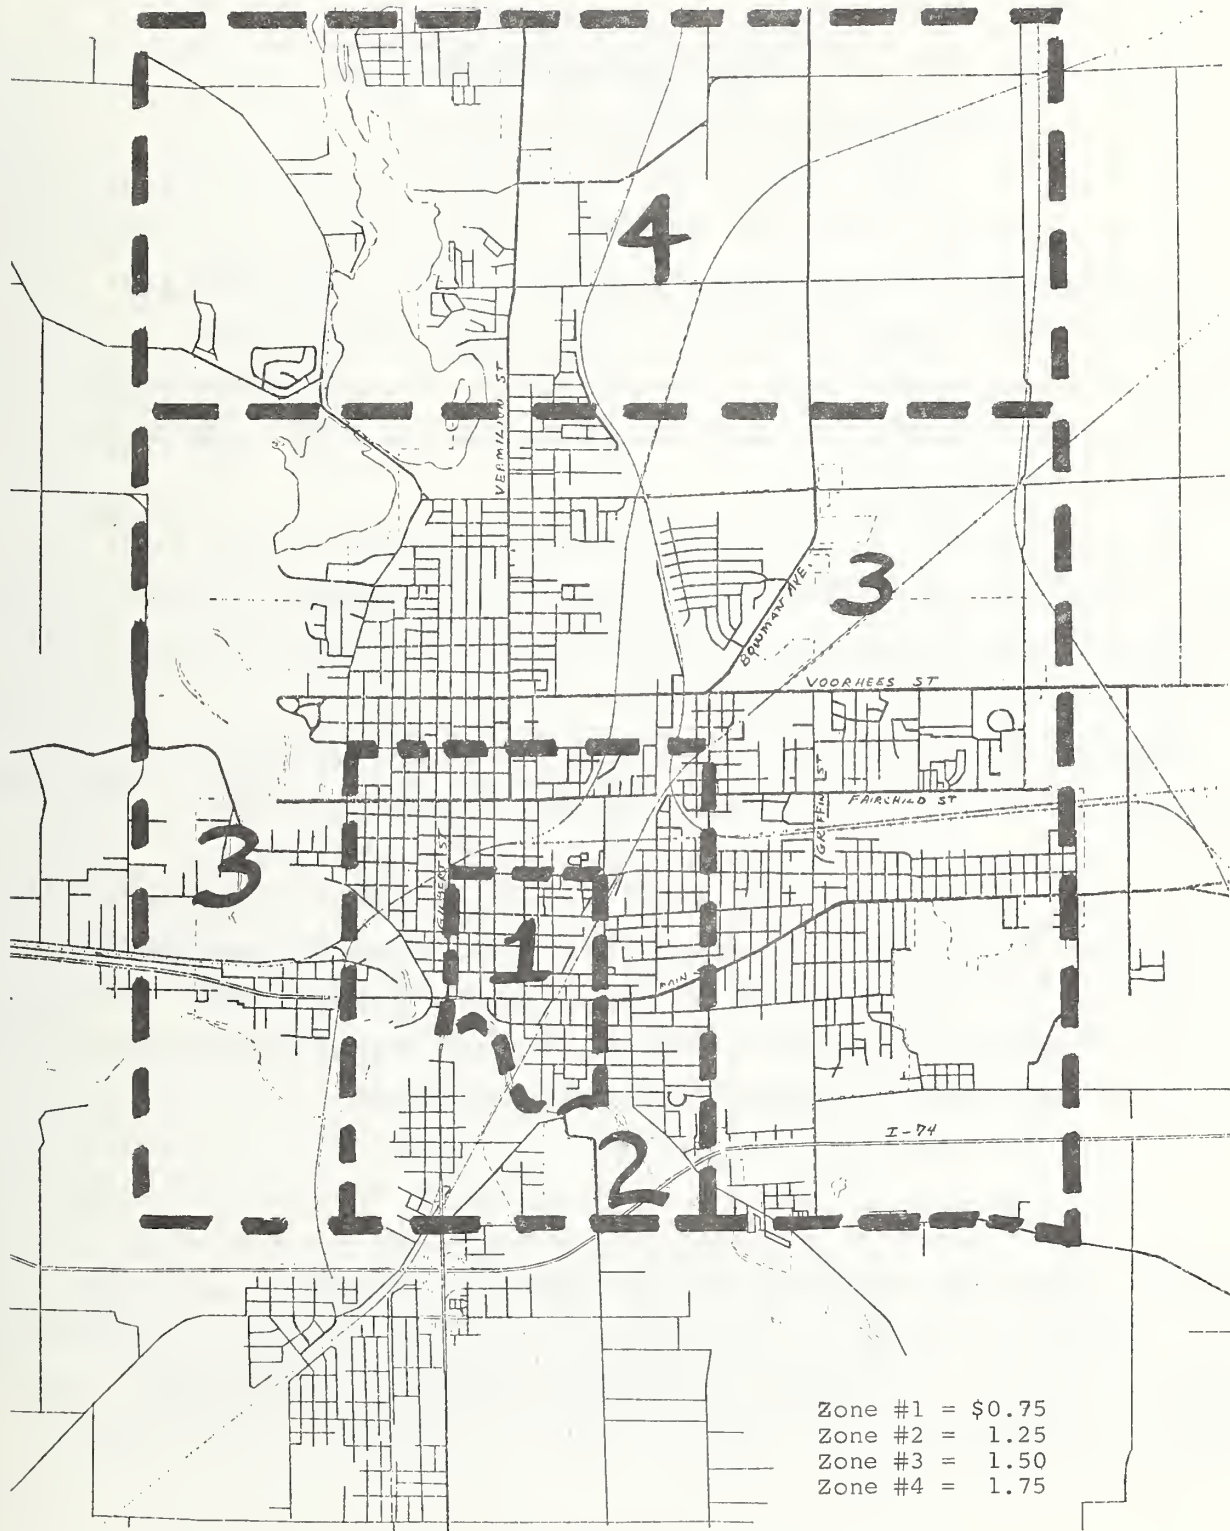 4
VERMILION ST
3
BOWMAN AVE.
VOORHEES ST
GRIFFIN ST
FAIRCHILD ST
3
GILBERT ST
1
MAIN
I-74
2
Zone #1 = $0.75
Zone #2 = 1.25
Zone #3 = 1.50
Zone #4 = 1.75